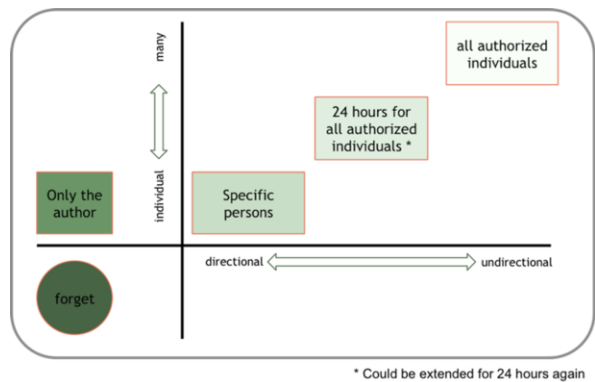 many
all authorized
individuals
24 hours for
all authorized
individuals *
individual
Only the
author
Specific
persons
directional
undirectional
forget
* Could be extended for 24 hours again